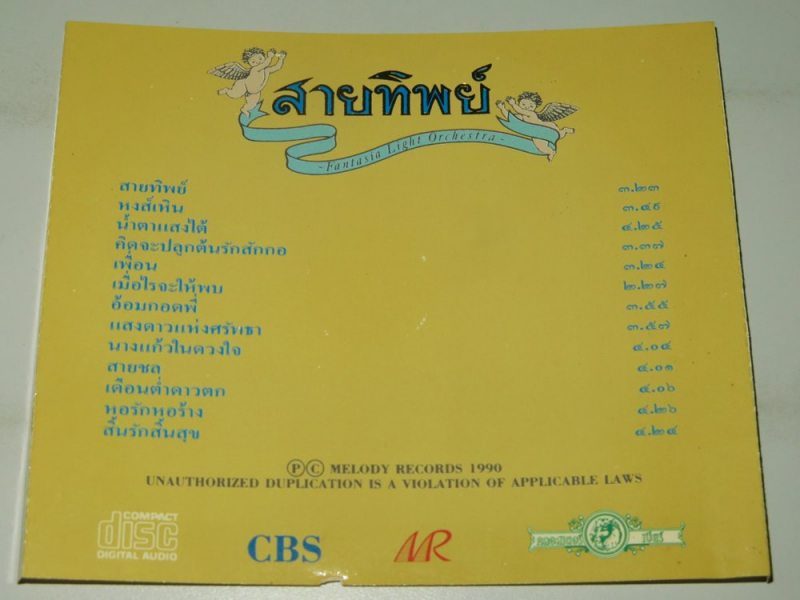 สายทิพย์
-Fantasia Light Orchestra-
สายทิพย์ ๓.๒๓
หงส์เหิน ๓.๔๙
น้ำตาแสงใต้ ๔.๒๕
คิดจะปลูกต้นรักสักกอ ๓.๓๗
เพื่อน ๓.๒๔
เมื่อไรจะให้พบ ๒.๒๗
อ้อมกอดพี่ ๓.๕๕
แสงดาวแห่งศรัทธา ๓.๕๗
นางแก้วในดวงใจ ๔.๐๔
สายชล ๔.๐๑
เดือนต่ำดาวตก ๔.๐๖
หอรักหอร้าง ๔.๒๖
สิ้นรักสิ้นสุข ๔.๒๔
Ⓟ Ⓒ MELODY RECORDS 1990
UNAUTHORIZED DUPLICATION IS A VIOLATION OF APPLICABLE LAWS
COMPACT
disc
DIGITAL AUDIO
CBS
MR